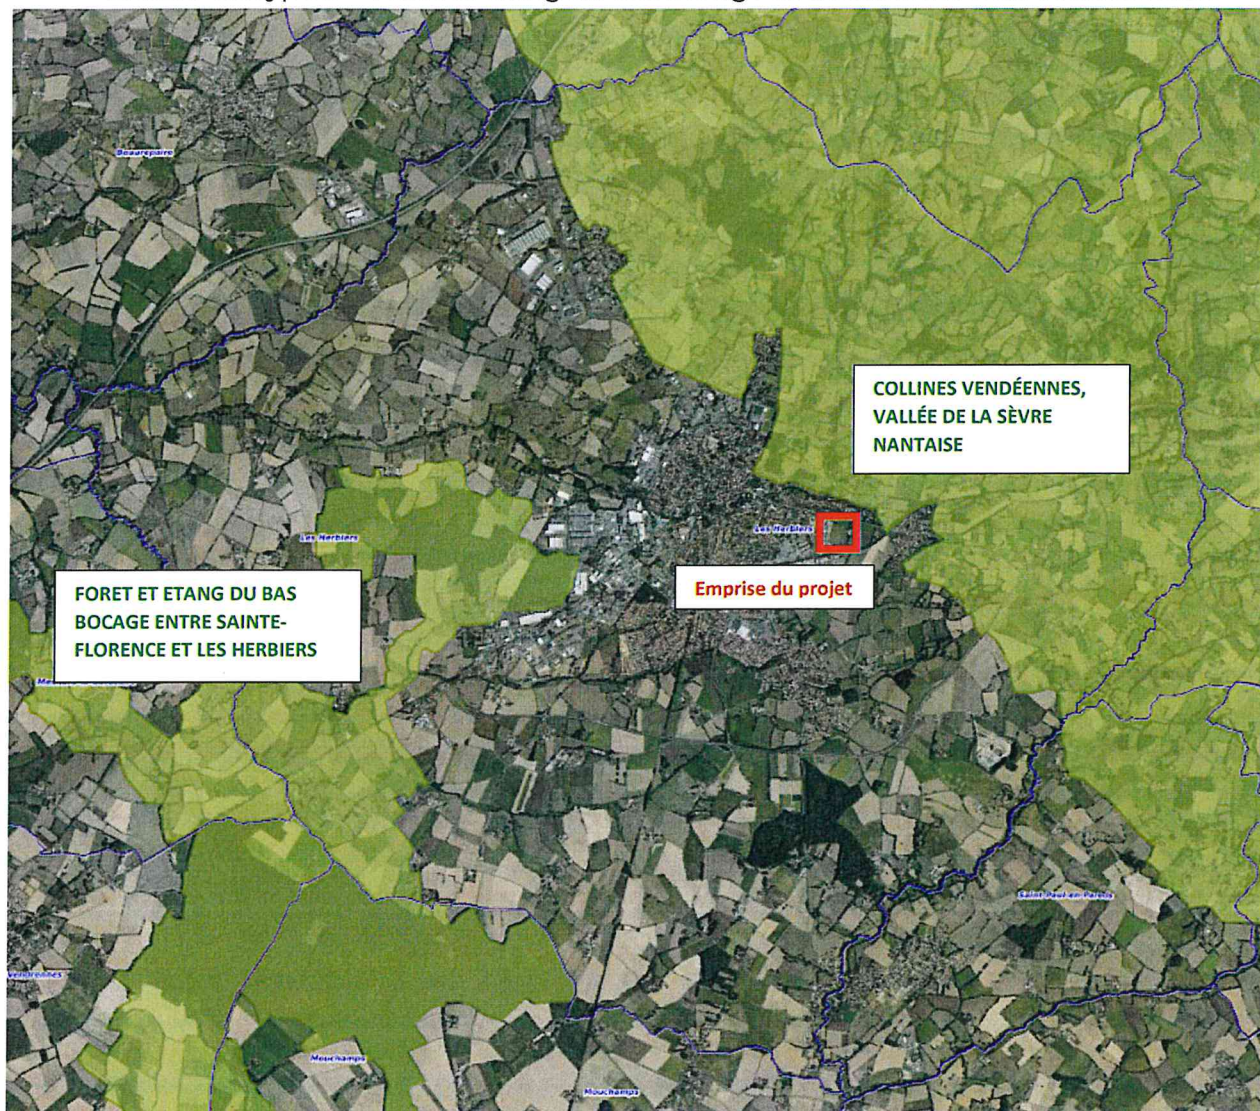 Beaurepaire
COLLINES VENDÉENNES,
VALLÉE DE LA SÈVRE
NANTAISE
Les Herbiers
Les Herbiers
Emprise du projet
FORET ET ETANG DU BAS
BOCAGE ENTRE SAINTE-
FLORENCE ET LES HERBIERS
Saint-Paul-en-Pareds
Vendrennes
Mouchamps
Mouchamps